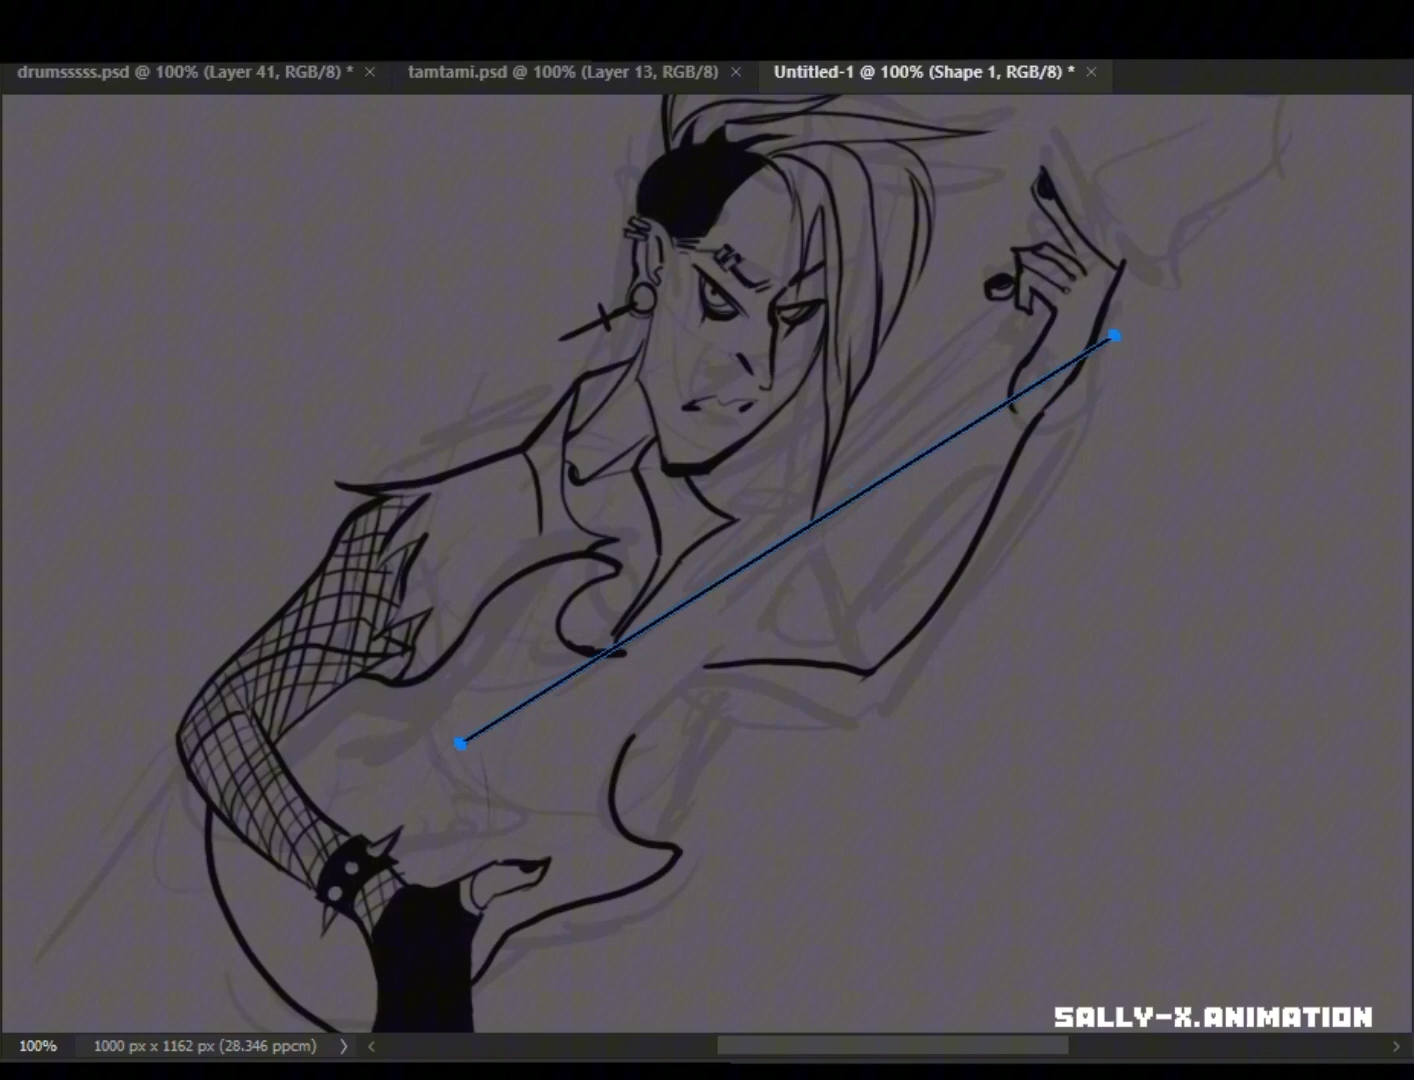 drumsssss.psd @ 100% (Layer 41, RGB/8) * ×
tamtami.psd @ 100% (Layer 13, RGB/8) ×
Untitled-1 @ 100% (Shape 1, RGB/8) * ×
SALLY-X.ANIMATION
100%
1000 px x 1162 px (28.346 ppcm)